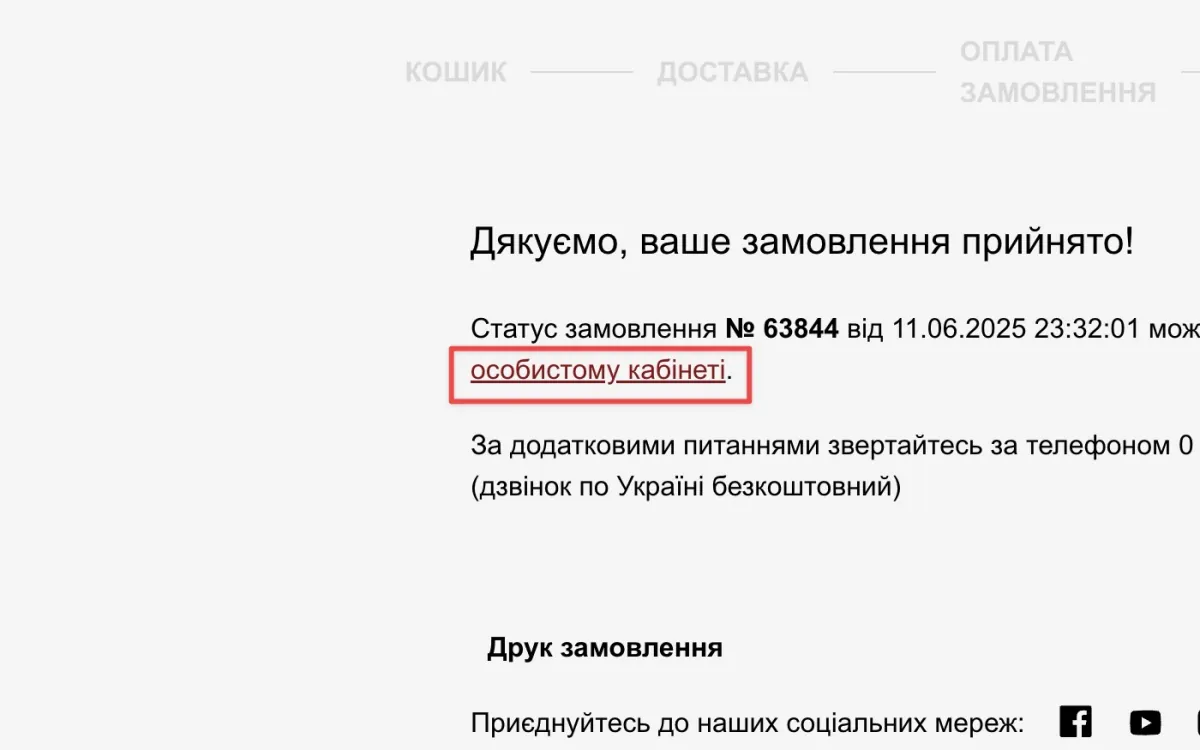 КОШИК
ДОСТАВКА
ОПЛАТА
ЗАМОВЛЕННЯ
Дякуємо, ваше замовлення прийнято!
Статус замовлення № 63844 від 11.06.2025 23:32:01
особистому кабінеті.
За додатковими питаннями звертайтесь за телефоном 0
(дзвінок по Україні безкоштовний)
Друк замовлення
Приєднуйтесь до наших соціальних мереж: